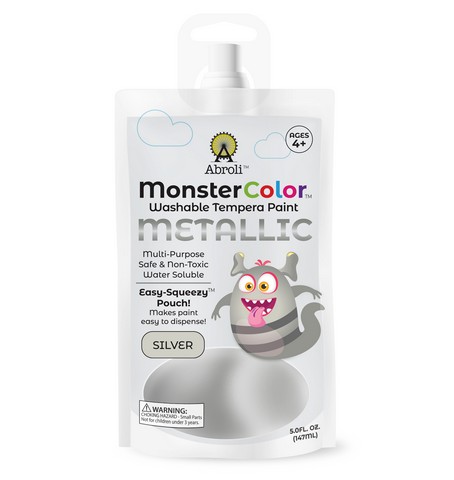 AGES
4+
Abroli™
MonsterColor™
Washable Tempera Paint
METALLIC
Multi-Purpose
Safe & Non-Toxic
Water Soluble
Easy-Squeezy™
Pouch!
Makes paint
easy to dispense!
SILVER
WARNING:
CHOKING HAZARD - Small Parts
Not for children under 3 years.
5.0FL. OZ.
(147ML)